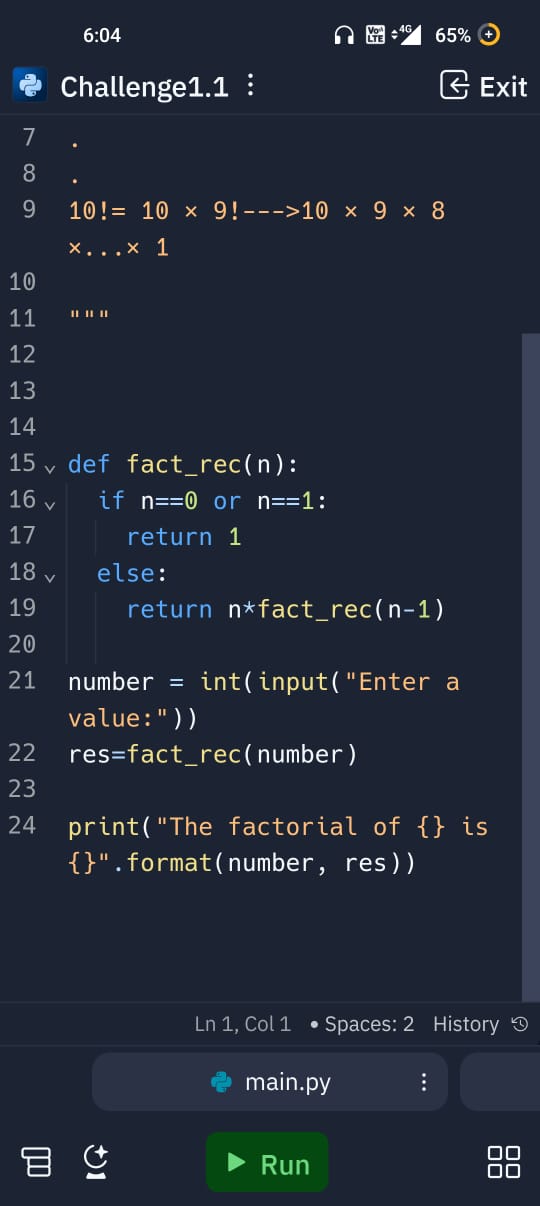 6:04
VoLTE 4G 65%
Challenge1.1
Exit
7 .
8 .
9 10!= 10 × 9!--->10 × 9 × 8
×...× 1
10
11 """
12
13
14
15 def fact_rec(n):
16 if n==0 or n==1:
17 return 1
18 else:
19 return n*fact_rec(n-1)
20
21 number = int(input("Enter a
value:"))
22 res=fact_rec(number)
23
24 print("The factorial of {} is
{}".format(number, res))
Ln 1, Col 1 • Spaces: 2 History
main.py
Run